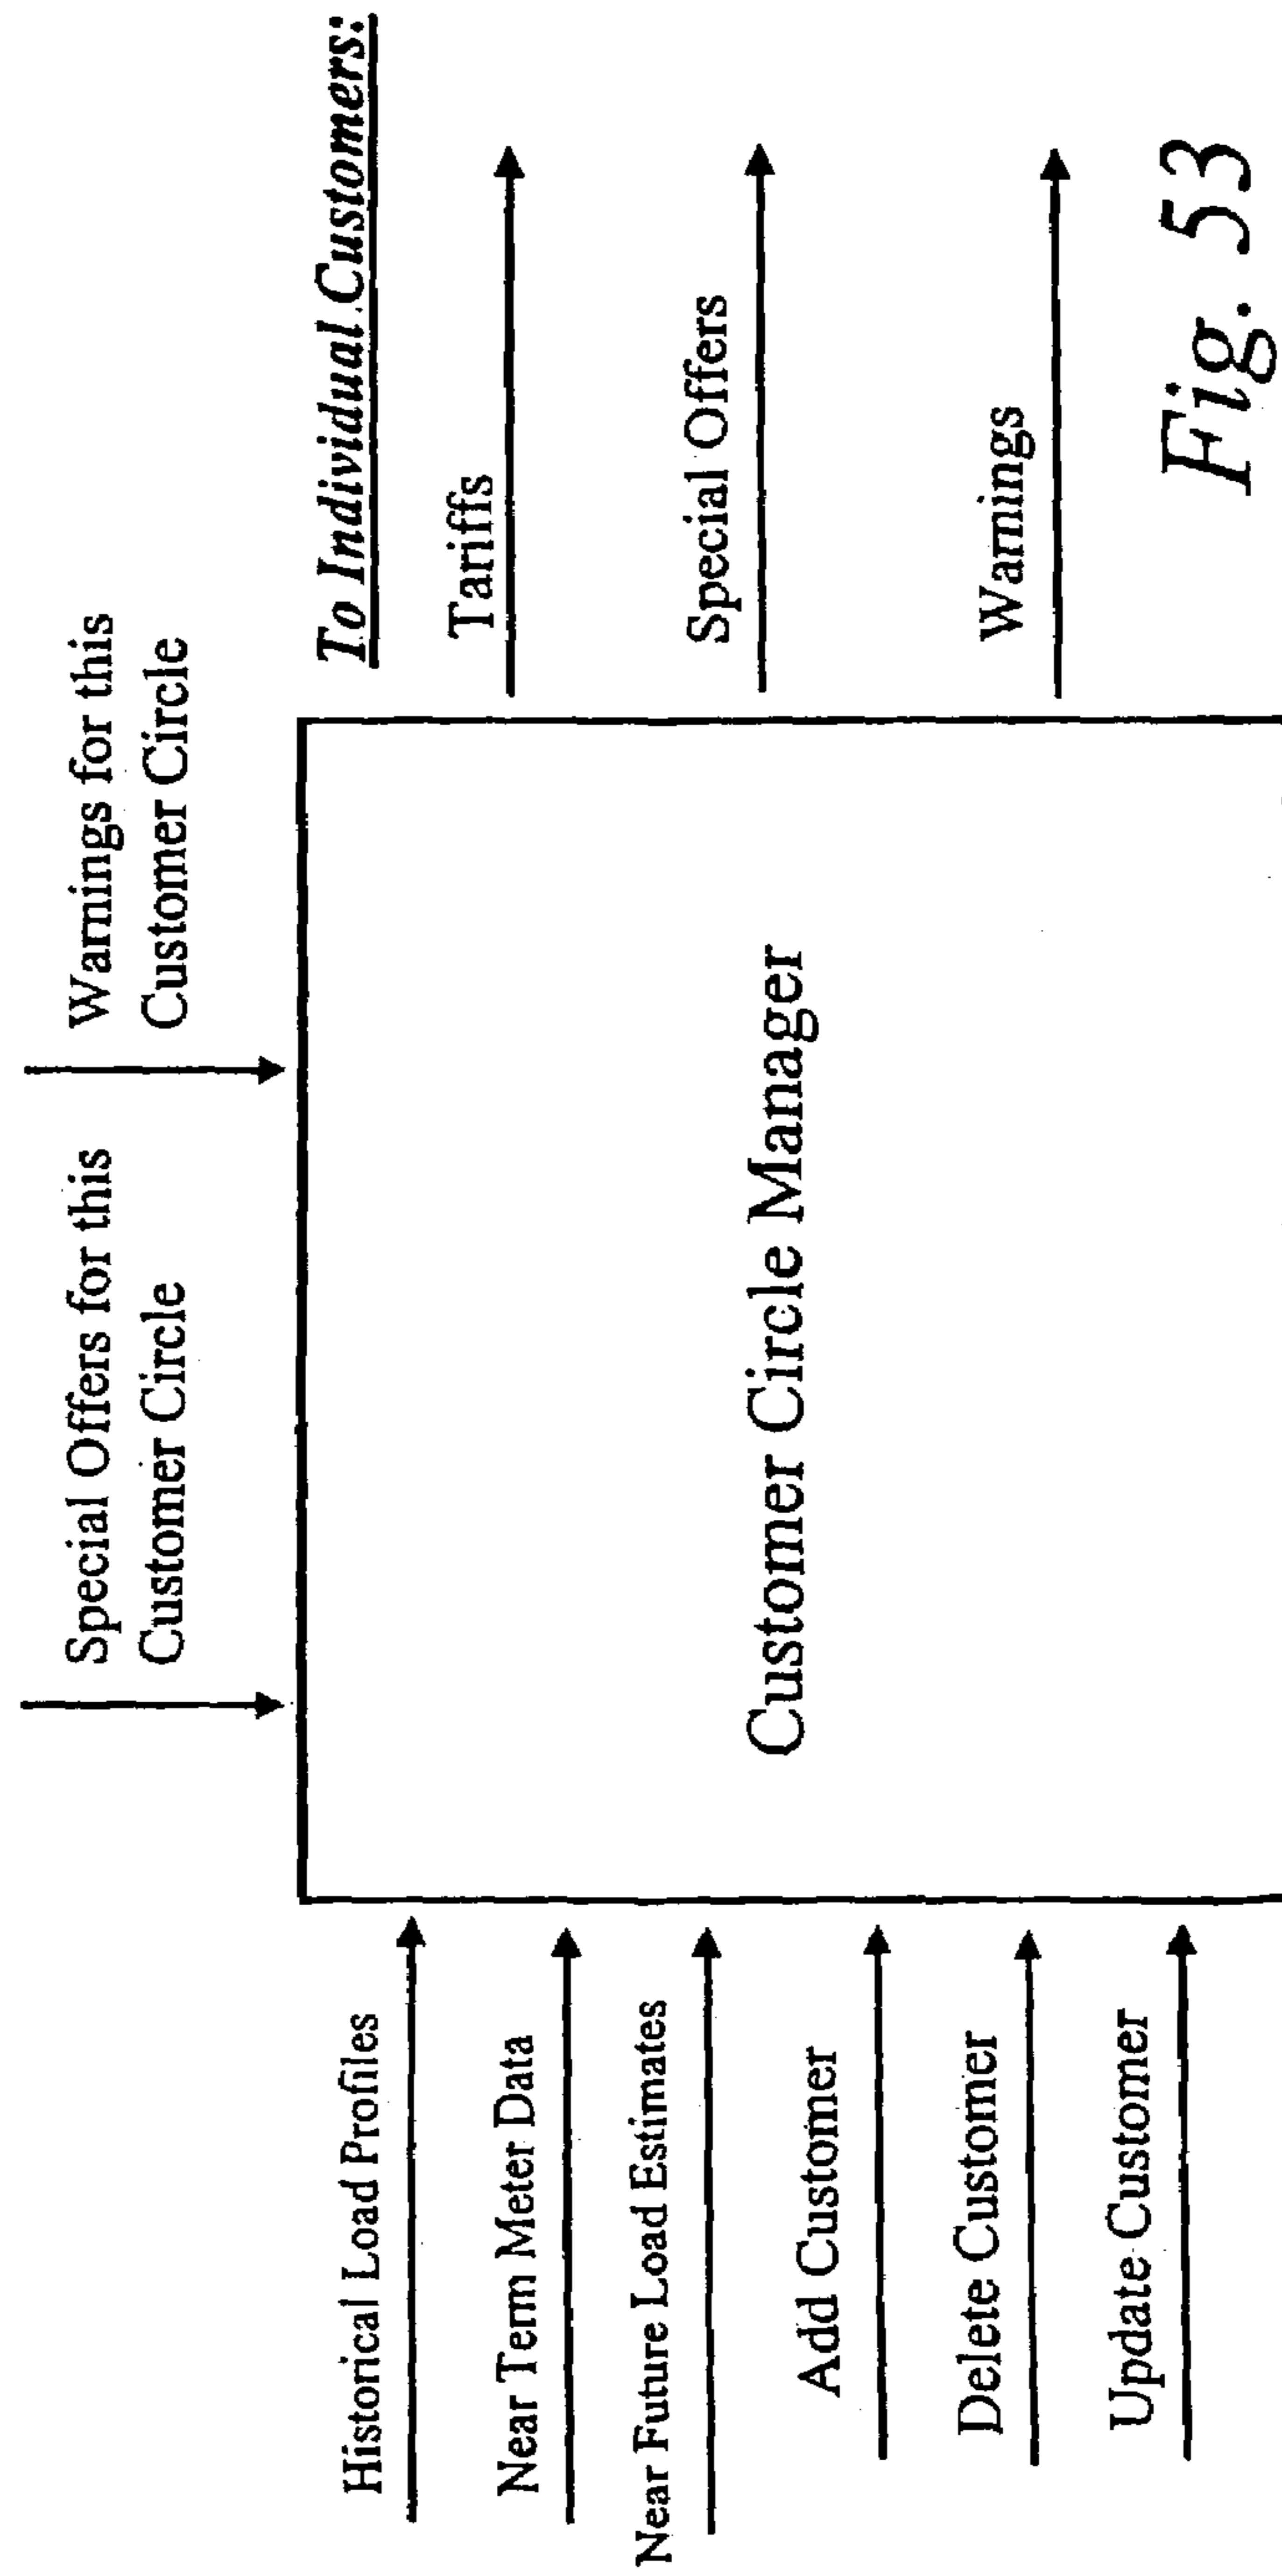 Special Offers for this
Customer Circle
Warnings for this
Customer Circle
To Individual Customers:
Historical Load Profiles
Near Term Meter Data
Near Future Load Estimates
Add Customer
Delete Customer
Update Customer
Customer Circle Manager
Tariffs
Special Offers
Warnings
Fig. 53